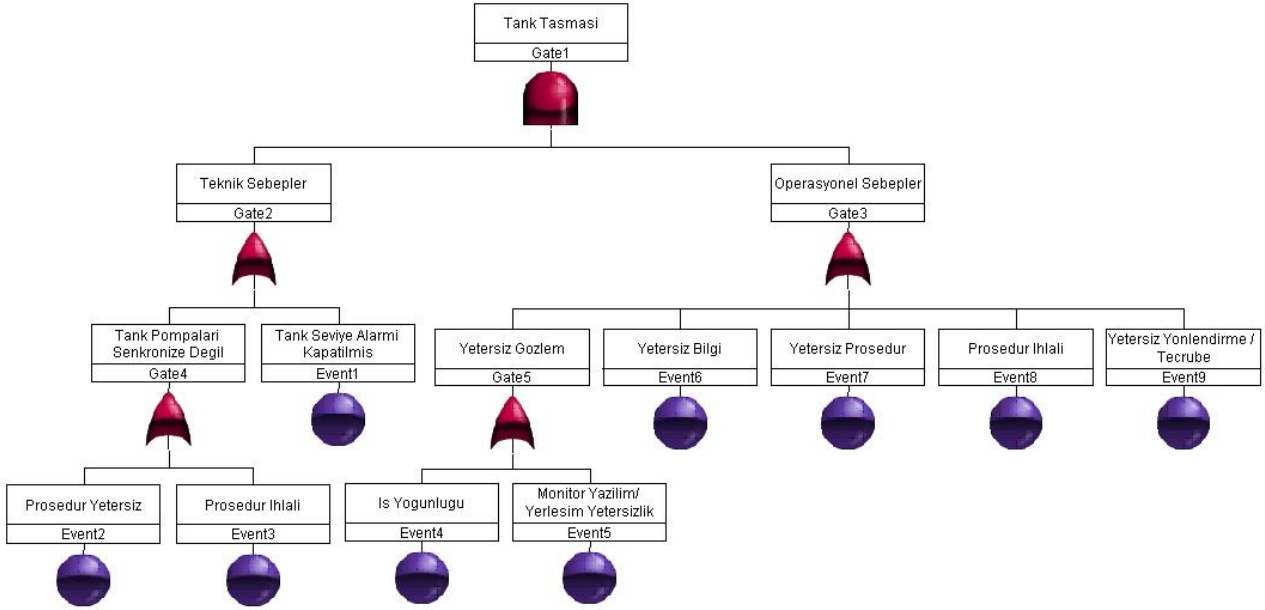 Tank Tasmasi
Gate1
Teknik Sebepler
Gate2
Operasyonel Sebepler
Gate3
Tank Pompalari
Senkronize Degil
Gate4
Tank Seviye Alarmi
Kapatilmis
Event1
Yetersiz Gozlem
Gate5
Yetersiz Bilgi
Event6
Yetersiz Prosedur
Event7
Prosedur Ihlali
Event8
Yetersiz Yonlendirme /
Tecrube
Event9
Prosedur Yetersiz
Event2
Prosedur Ihlali
Event3
Is Yogunlugu
Event4
Monitor Yazilim/
Yerlesim Yetersizlik
Event5